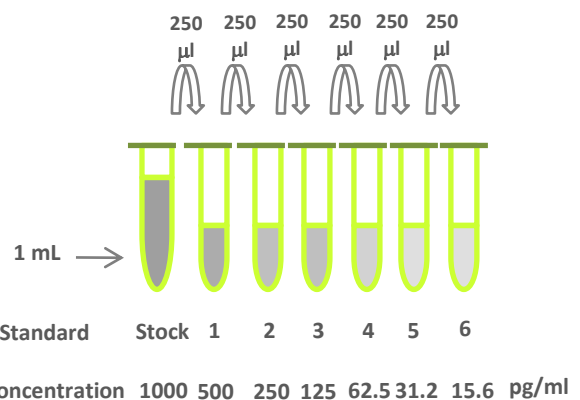 250 250 250 250 250 250
µl µl µl µl µl µl
1 mL
Standard Stock 1 2 3 4 5 6
oncentration 1000 500 250 125 62.5 31.2 15.6 pg/ml